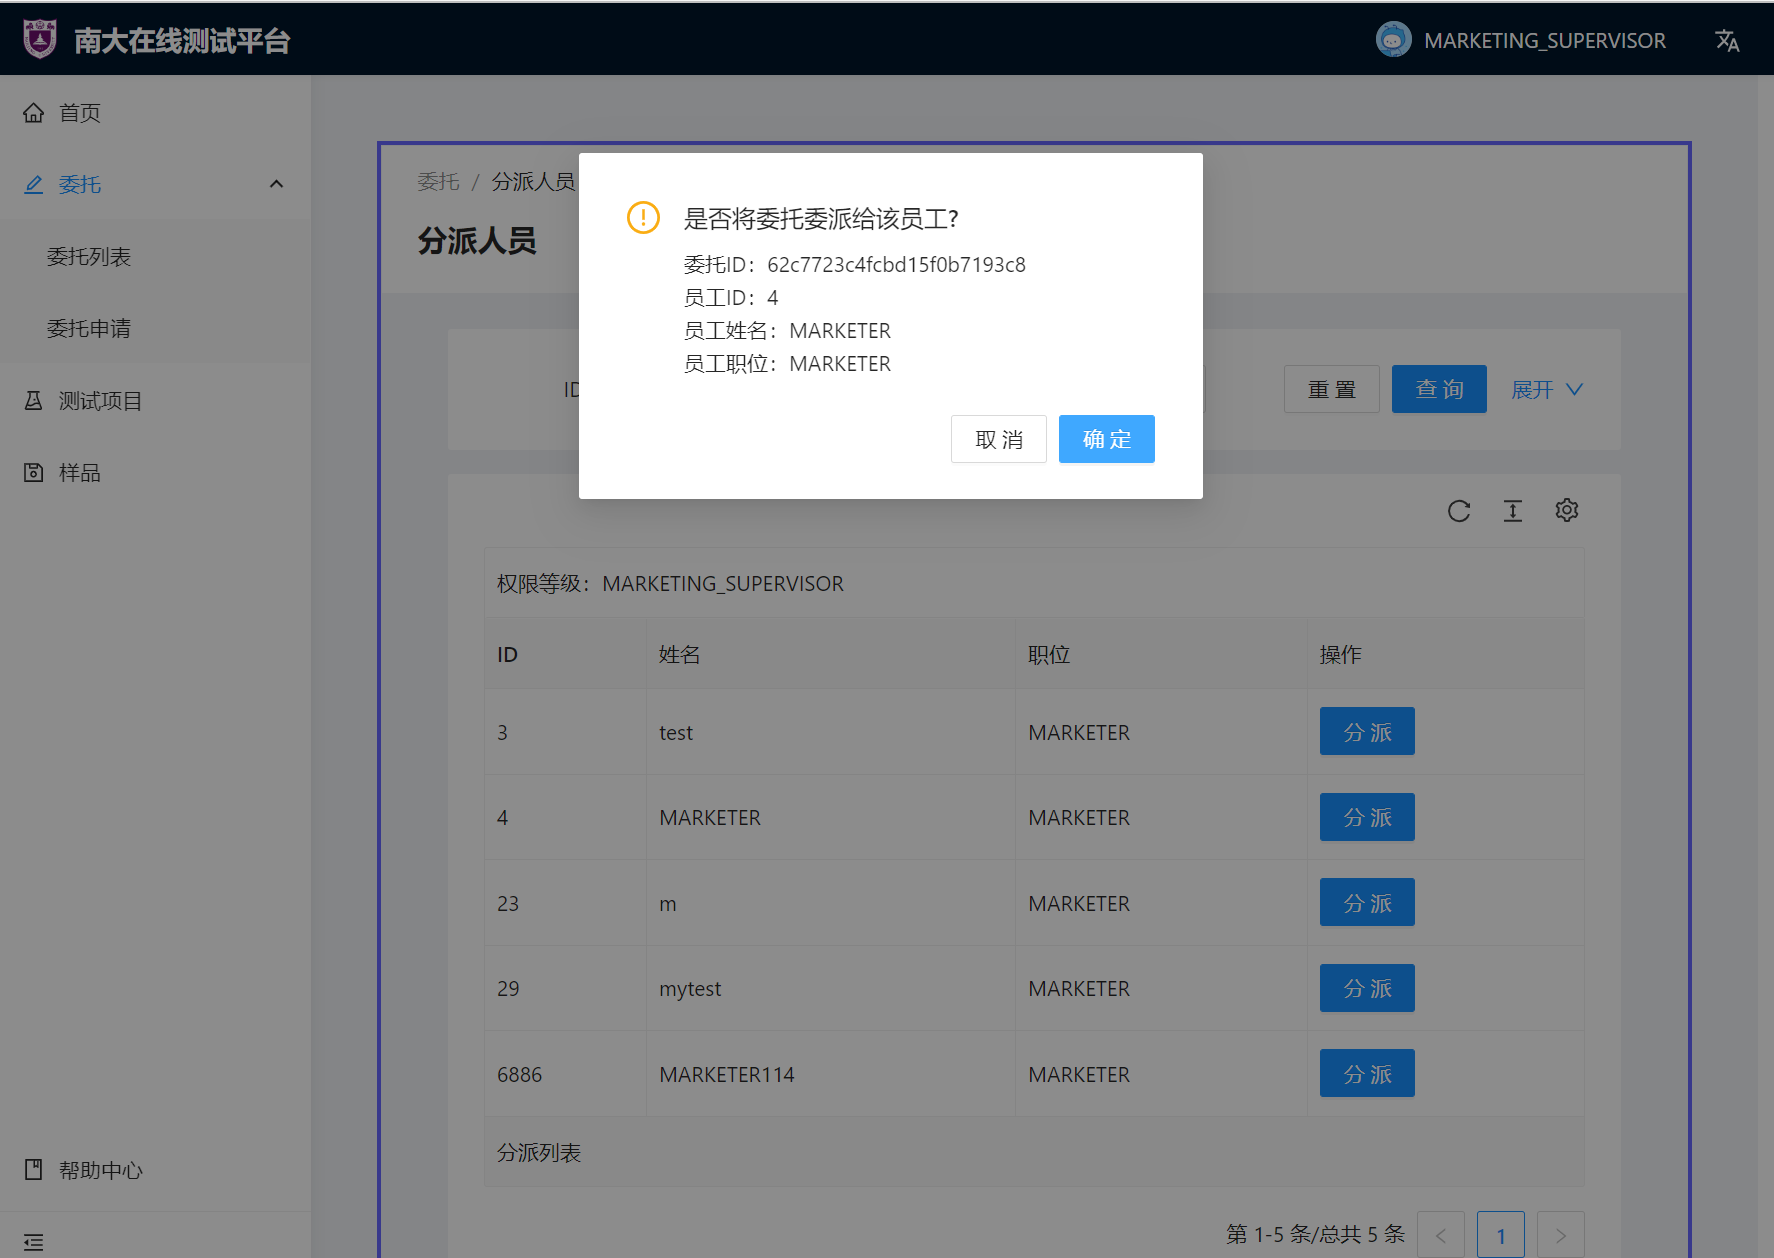 南大在线测试平台
MARKETING_SUPERVISOR
首页
委托
委托列表
委托申请
测试项目
样品
帮助中心
委托 / 分派人员
分派人员
是否将委托委派给该员工?
委托ID：62c7723c4fcbd15f0b7193c8
员工ID：4
员工姓名：MARKETER
员工职位：MARKETER
取消 确定
ID
重置 查询 展开
权限等级：MARKETING_SUPERVISOR
ID 姓名 职位 操作
3 test MARKETER 分派
4 MARKETER MARKETER 分派
23 m MARKETER 分派
29 mytest MARKETER 分派
6886 MARKETER114 MARKETER 分派
分派列表
第 1-5 条/总共 5 条 < 1 >